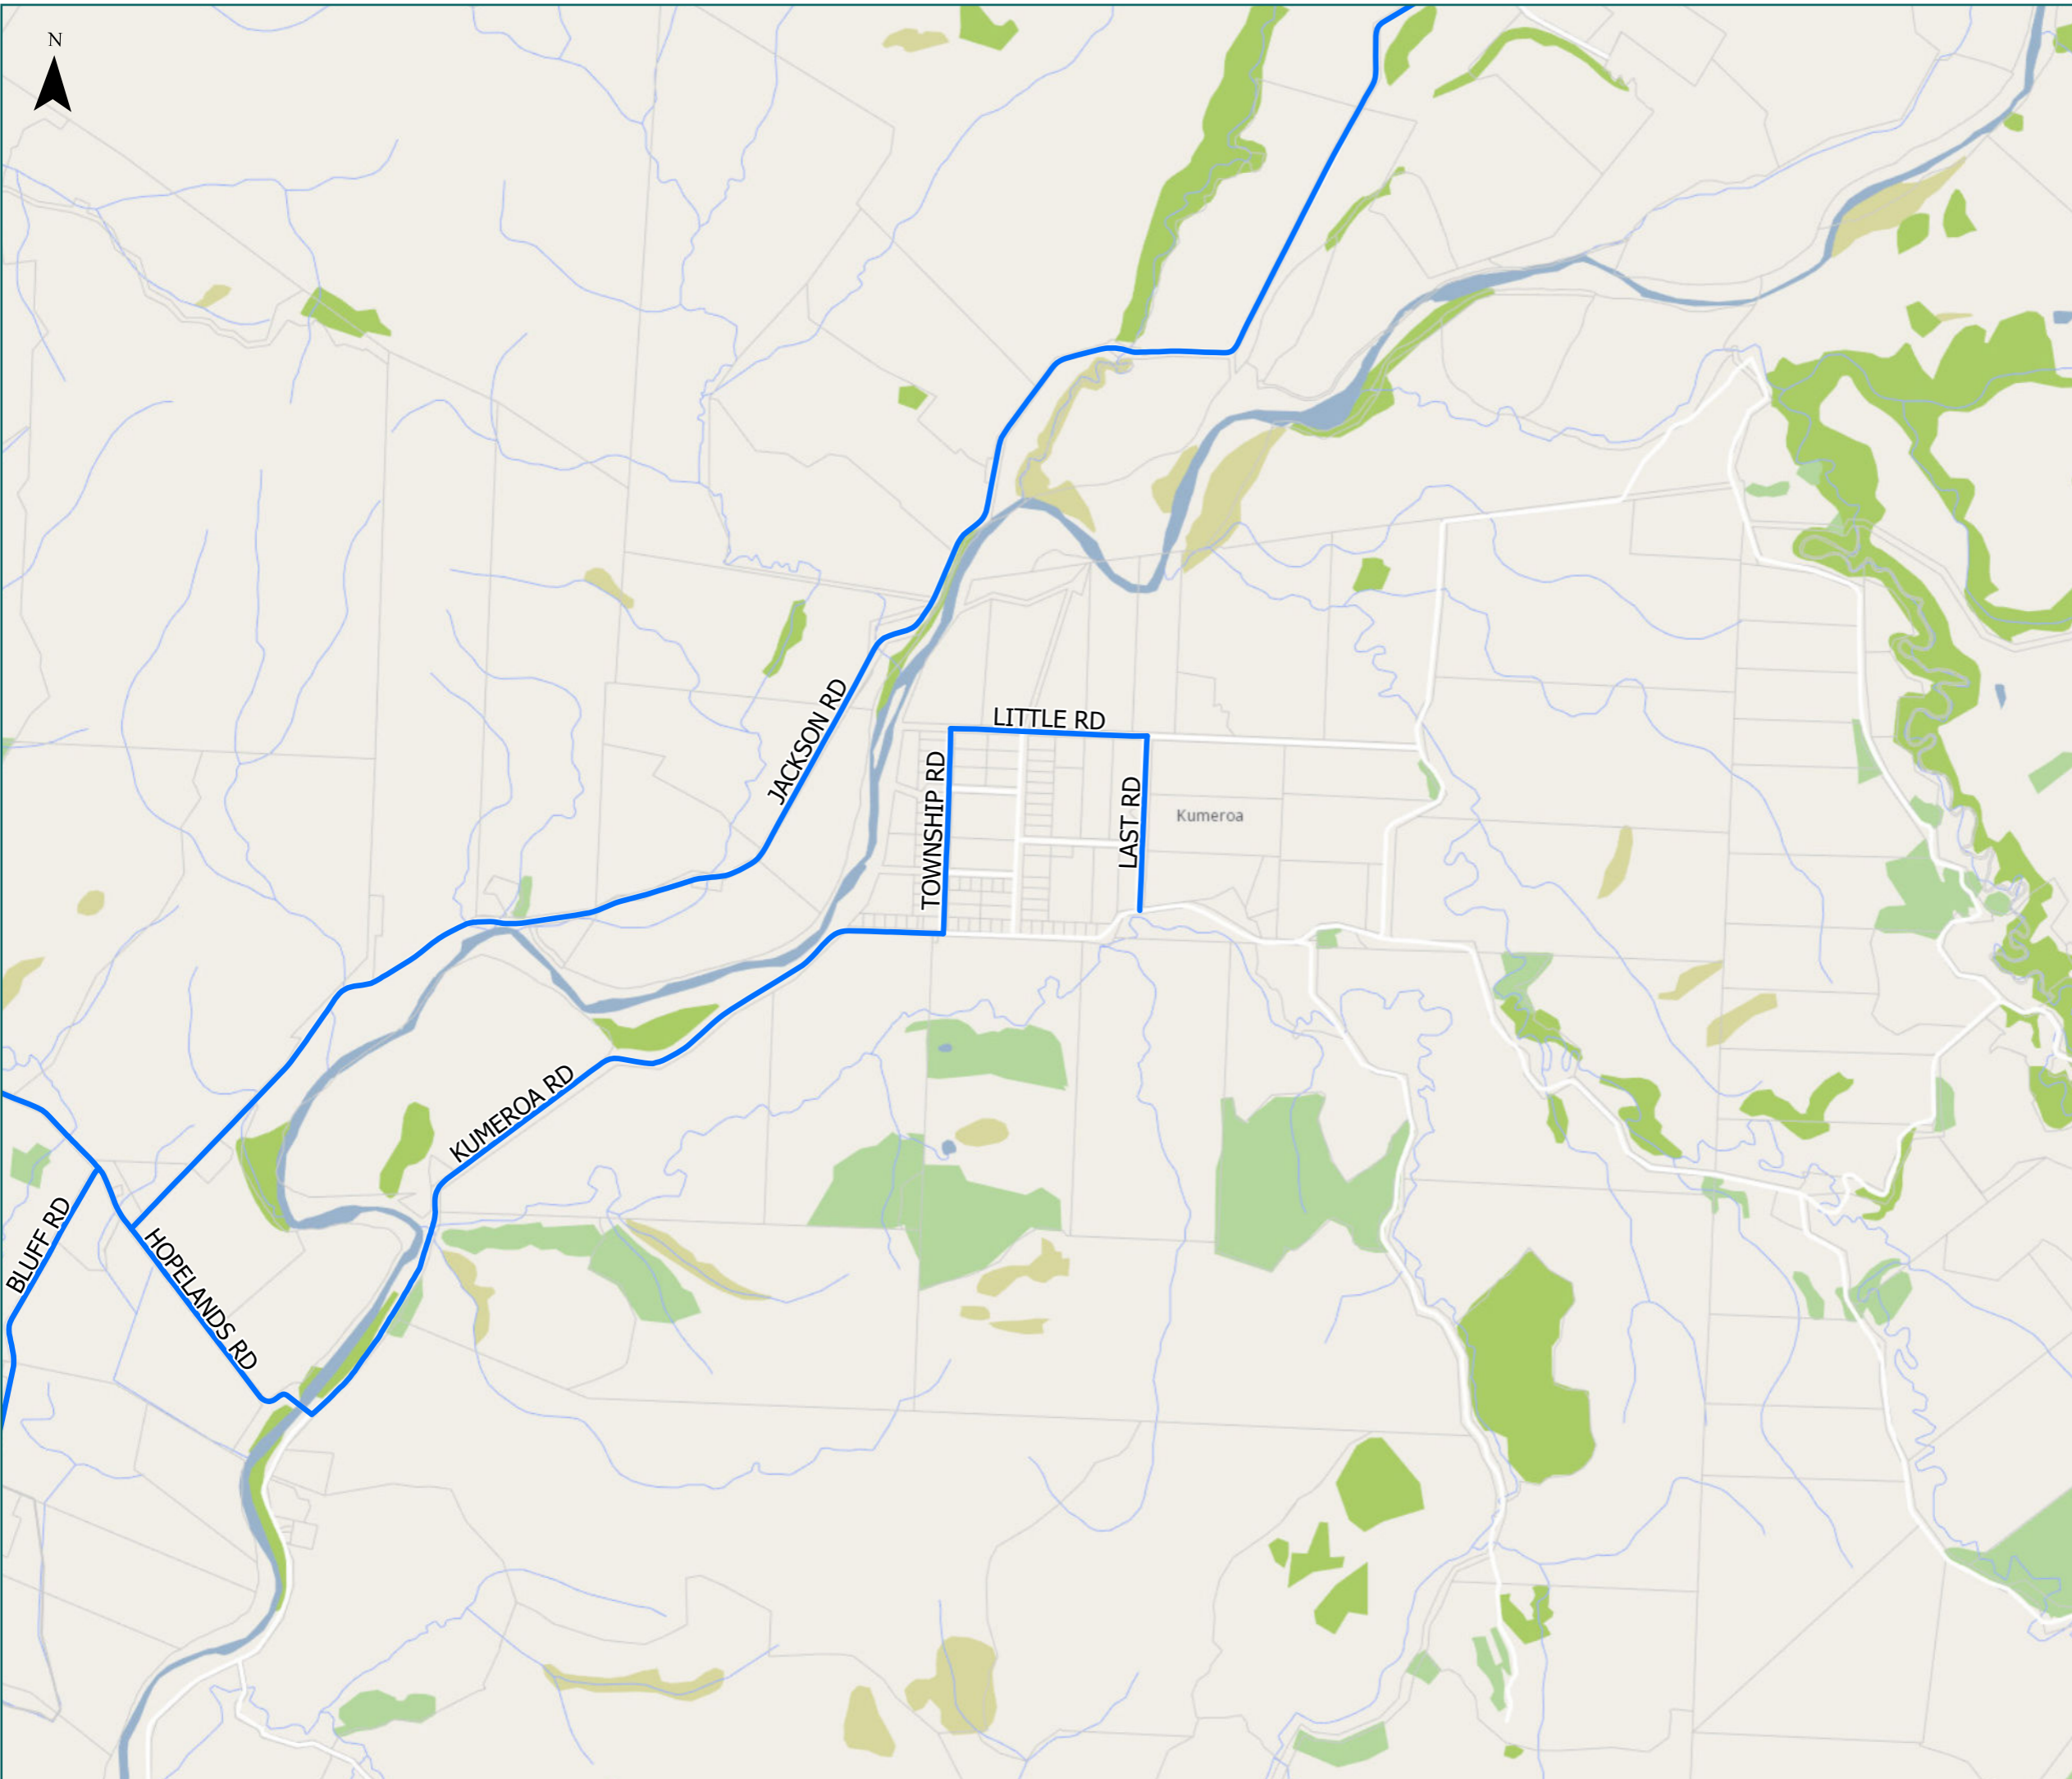 N
JACKSON RD
LITTLE RD
TOWNSHIP RD
LAST RD
Kumeroa
KUMEROA RD
BLUFF RD
HOPELANDS RD